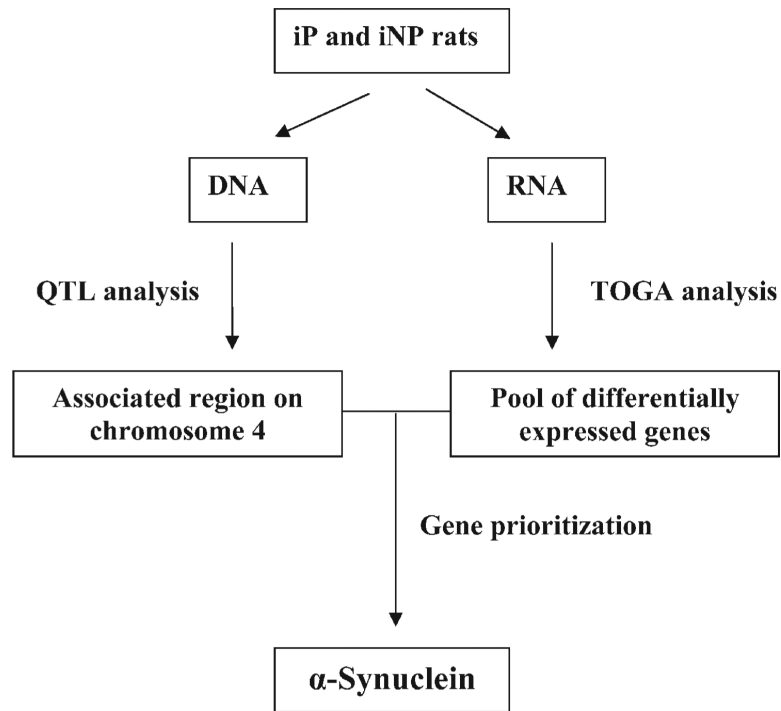 iP and iNP rats
DNA
RNA
QTL analysis
TOGA analysis
Associated region on
chromosome 4
Pool of differentially
expressed genes
Gene prioritization
α-Synuclein